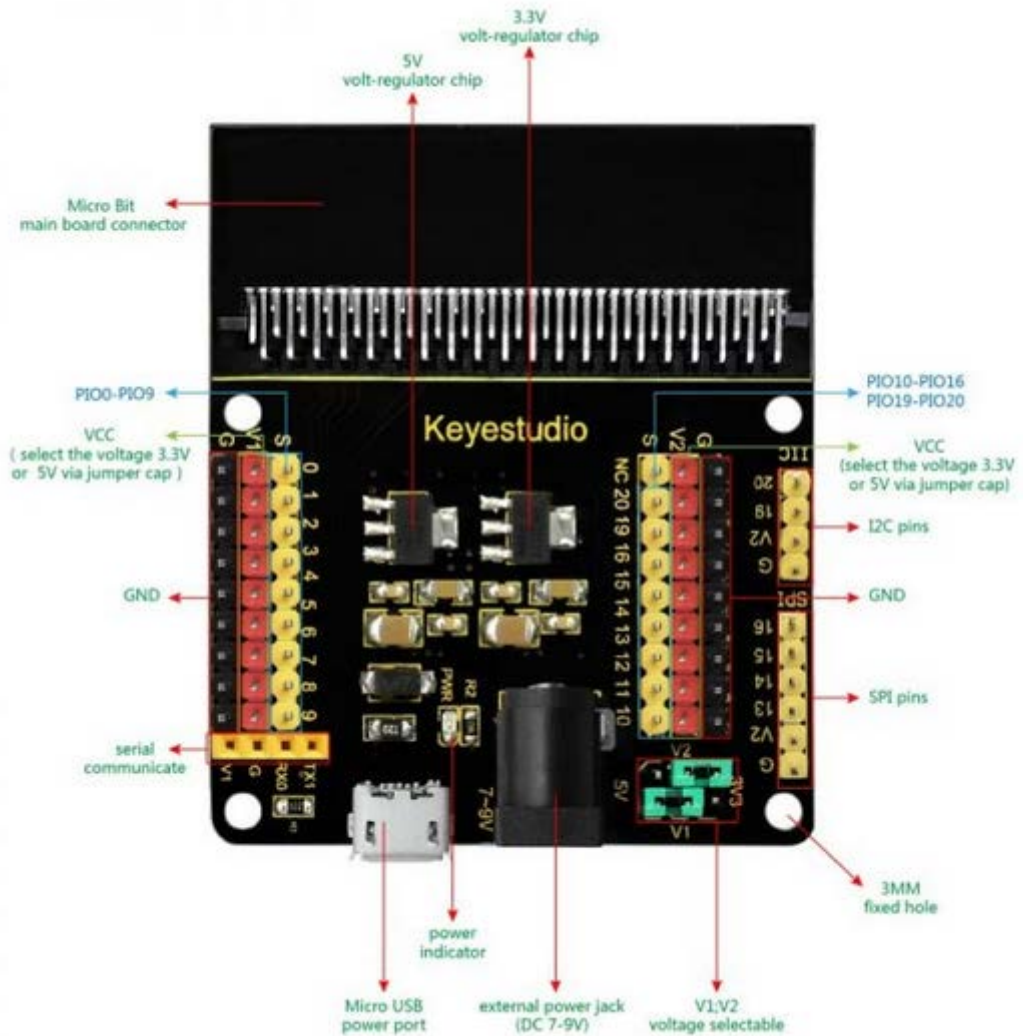 3.3V
volt-regulator chip
5V
volt-regulator chip
Micro Bit
main board connector
PIO0-PIO9
PIO10-PIO16
PIO19-PIO20
Keyestudio
VCC
( select the voltage 3.3V
or 5V via jumper cap )
VCC
(select the voltage 3.3V
or 5V via jumper cap)
G V1 S
0
1
2
3
4
5
6
7
8
9
S V2 G
NC
20
19
16
15
14
13
12
11
10
IIC
20
19
V2
G
I2C pins
GND
GND
SPI
16
15
14
13
V2
G
SPI pins
PWR
R2
serial
communicate
V1 G RXD TX1
7~9V
V2
5V
3V3
V1
3MM
fixed hole
power
indicator
Micro USB
power port
external power jack
(DC 7-9V)
V1;V2
voltage selectable